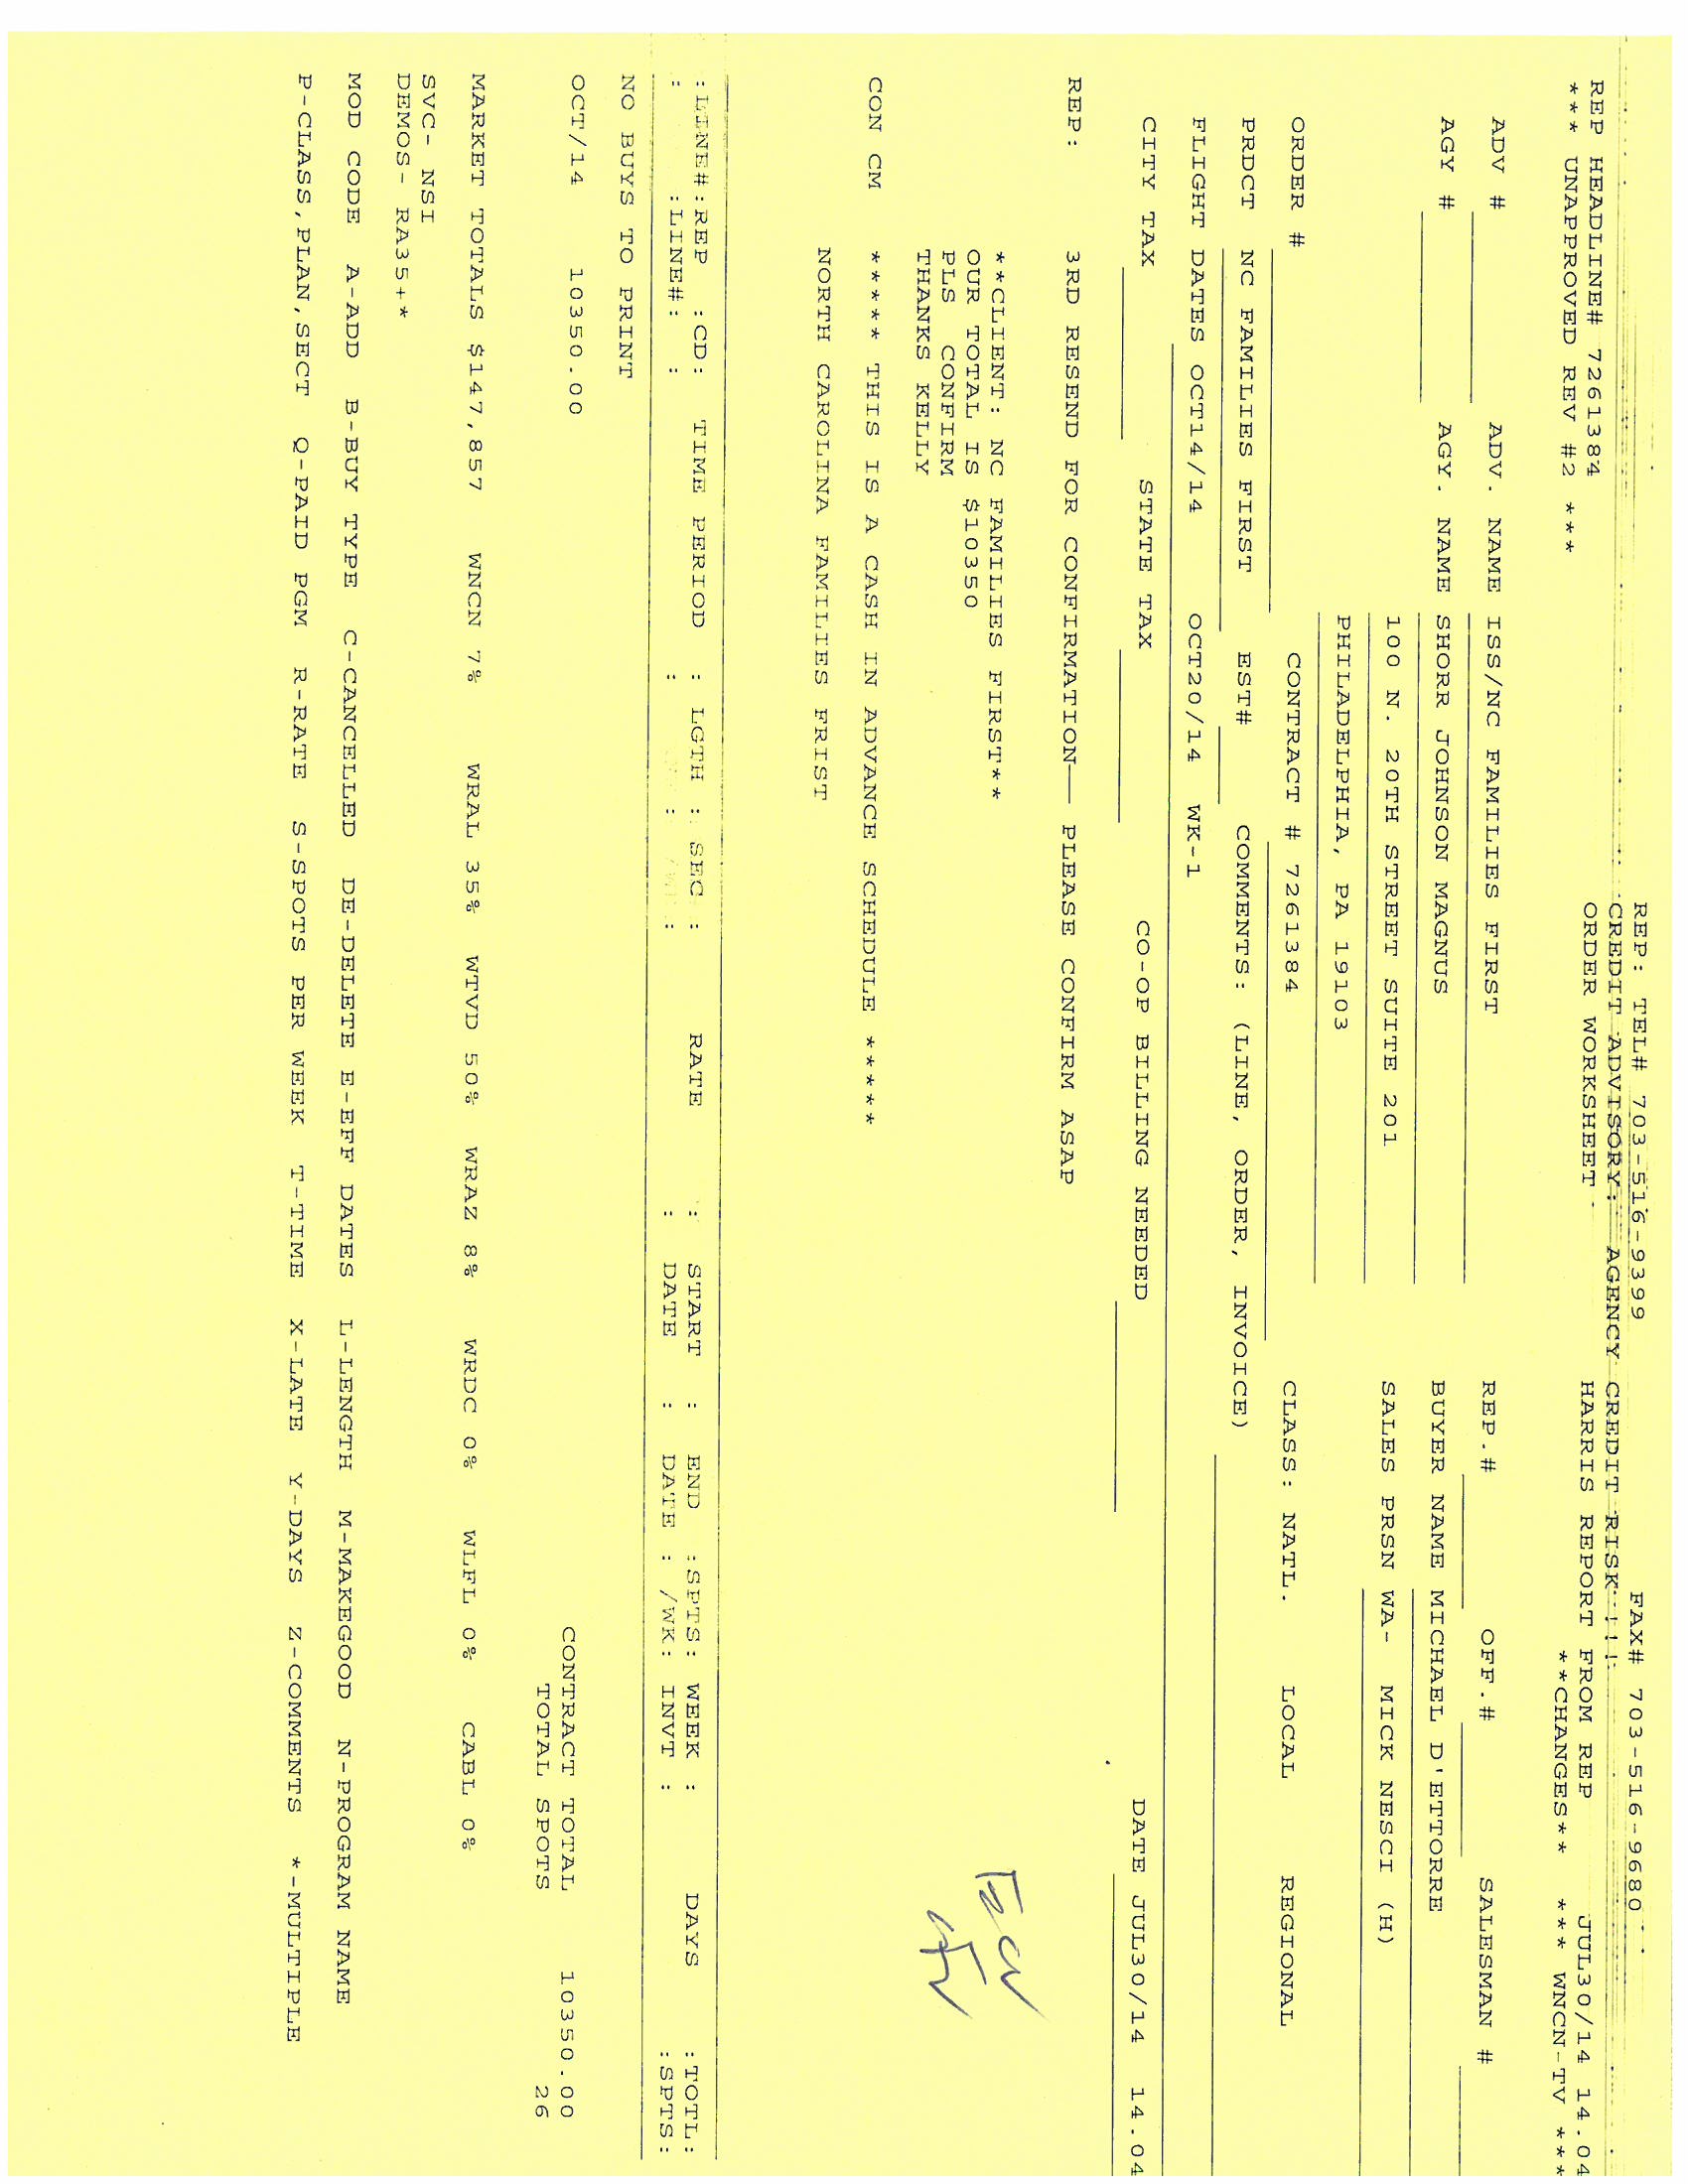 REP: TEL# 703-516-9399 FAX# 703-516-9680
CREDIT ADVISORY: AGENCY CREDIT RISK!!!
REP HEADLINE# 7261384 ORDER WORKSHEET HARRIS REPORT FROM REP JUL30/14 14.04
*** UNAPPROVED REV #2 *** **CHANGES** *** WNCN-TV ***
ADV # ADV. NAME ISS/NC FAMILIES FIRST REP.# OFF.# SALESMAN #
AGY # AGY. NAME SHORR JOHNSON MAGNUS BUYER NAME MICHAEL D'ETTORRE
100 N. 20TH STREET SUITE 201 SALES PRSN WA- MICK NESCI (H)
PHILADELPHIA, PA 19103
ORDER # CONTRACT # 7261384 CLASS: NATL. LOCAL REGIONAL
PRDCT NC FAMILIES FIRST EST# COMMENTS: (LINE, ORDER, INVOICE)
FLIGHT DATES OCT14/14 OCT20/14 WK-1
CITY TAX STATE TAX CO-OP BILLING NEEDED DATE JUL30/14 14.04
REP: 3RD RESEND FOR CONFIRMATION-- PLEASE CONFIRM ASAP
**CLIENT: NC FAMILIES FIRST**
OUR TOTAL IS $10350
PLS CONFIRM
THANKS KELLY
CON CM ***** THIS IS A CASH IN ADVANCE SCHEDULE *****
NORTH CAROLINA FAMILIES FRIST
:LINE#:REP :CD: TIME PERIOD : LGTH : SEC : RATE : START : END :SPTS: WEEK : DAYS :TOTL:
: :LINE#: : : : : : DATE : DATE : /WK: INVT : :SPTS:
NO BUYS TO PRINT
OCT/14 10350.00 CONTRACT TOTAL 10350.00
TOTAL SPOTS 26
MARKET TOTALS $147,857 WNCN 7% WRAL 35% WTVD 50% WRAZ 8% WRDC 0% WLFL 0% CABL 0%
SVC- NSI
DEMOS- RA35+*
MOD CODE A-ADD B-BUY TYPE C-CANCELLED DE-DELETE E-EFF DATES L-LENGTH M-MAKEGOOD N-PROGRAM NAME
P-CLASS,PLAN,SECT Q-PAID PGM R-RATE S-SPOTS PER WEEK T-TIME X-LATE Y-DAYS Z-COMMENTS *-MULTIPLE